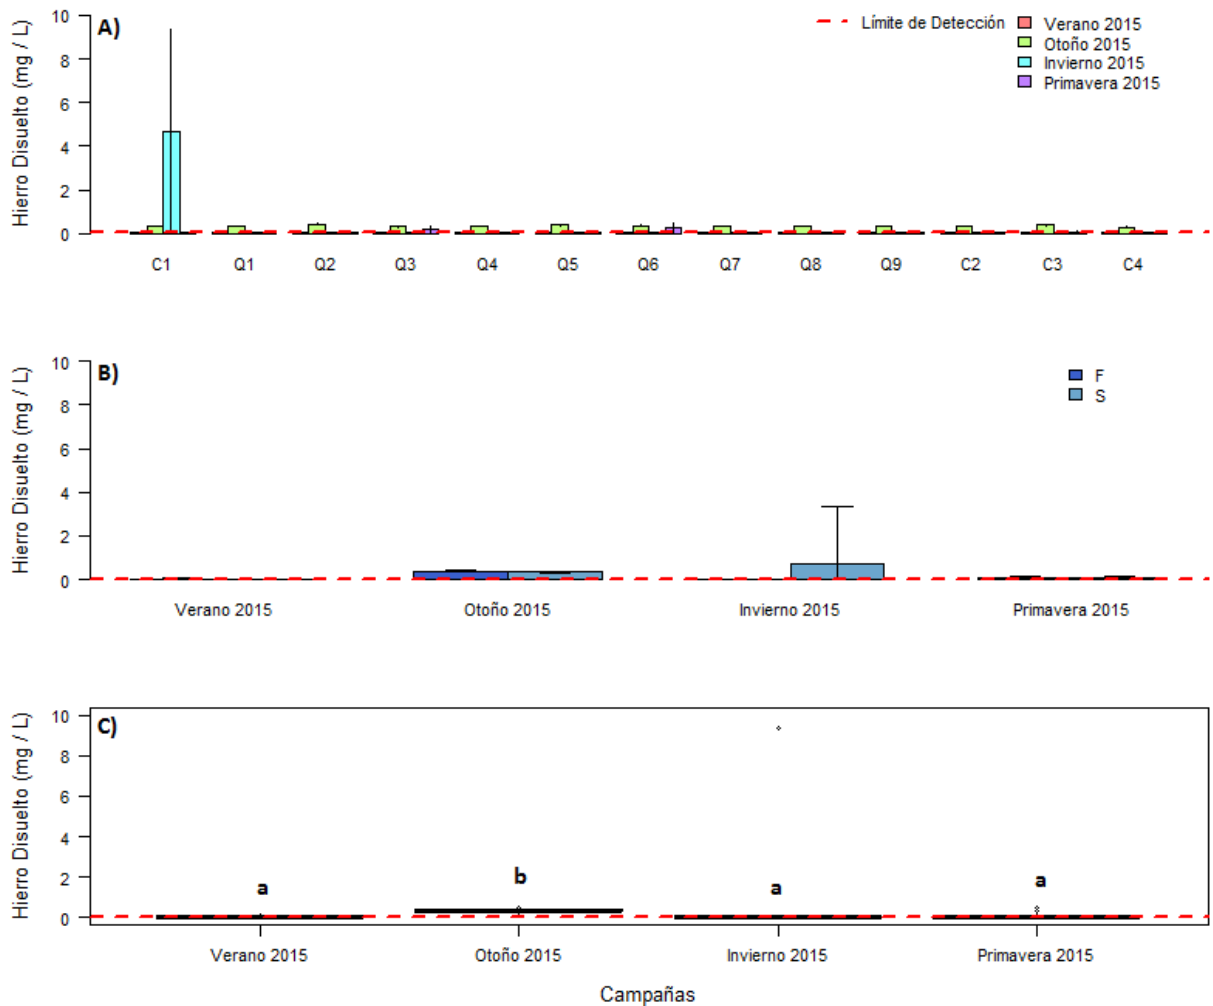 A)
Hierro Disuelto (mg / L)
10
8
6
4
2
0
Límite de Detección
Verano 2015
Otoño 2015
Invierno 2015
Primavera 2015
C1 Q1 Q2 Q3 Q4 Q5 Q6 Q7 Q8 Q9 C2 C3 C4
B)
Hierro Disuelto (mg / L)
10
8
6
4
2
0
F
S
Verano 2015 Otoño 2015 Invierno 2015 Primavera 2015
C)
Hierro Disuelto (mg / L)
10
8
6
4
2
0
a b a a
Verano 2015 Otoño 2015 Invierno 2015 Primavera 2015
Campañas